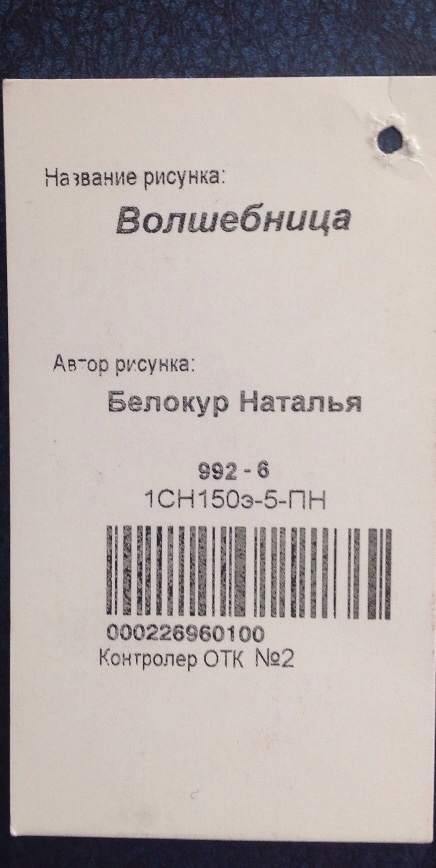 Название рисунка:
Волшебница
Автор рисунка:
Белокур Наталья
992 - 6
1СН150э-5-ПН
000226960100
Контролер ОТК №2